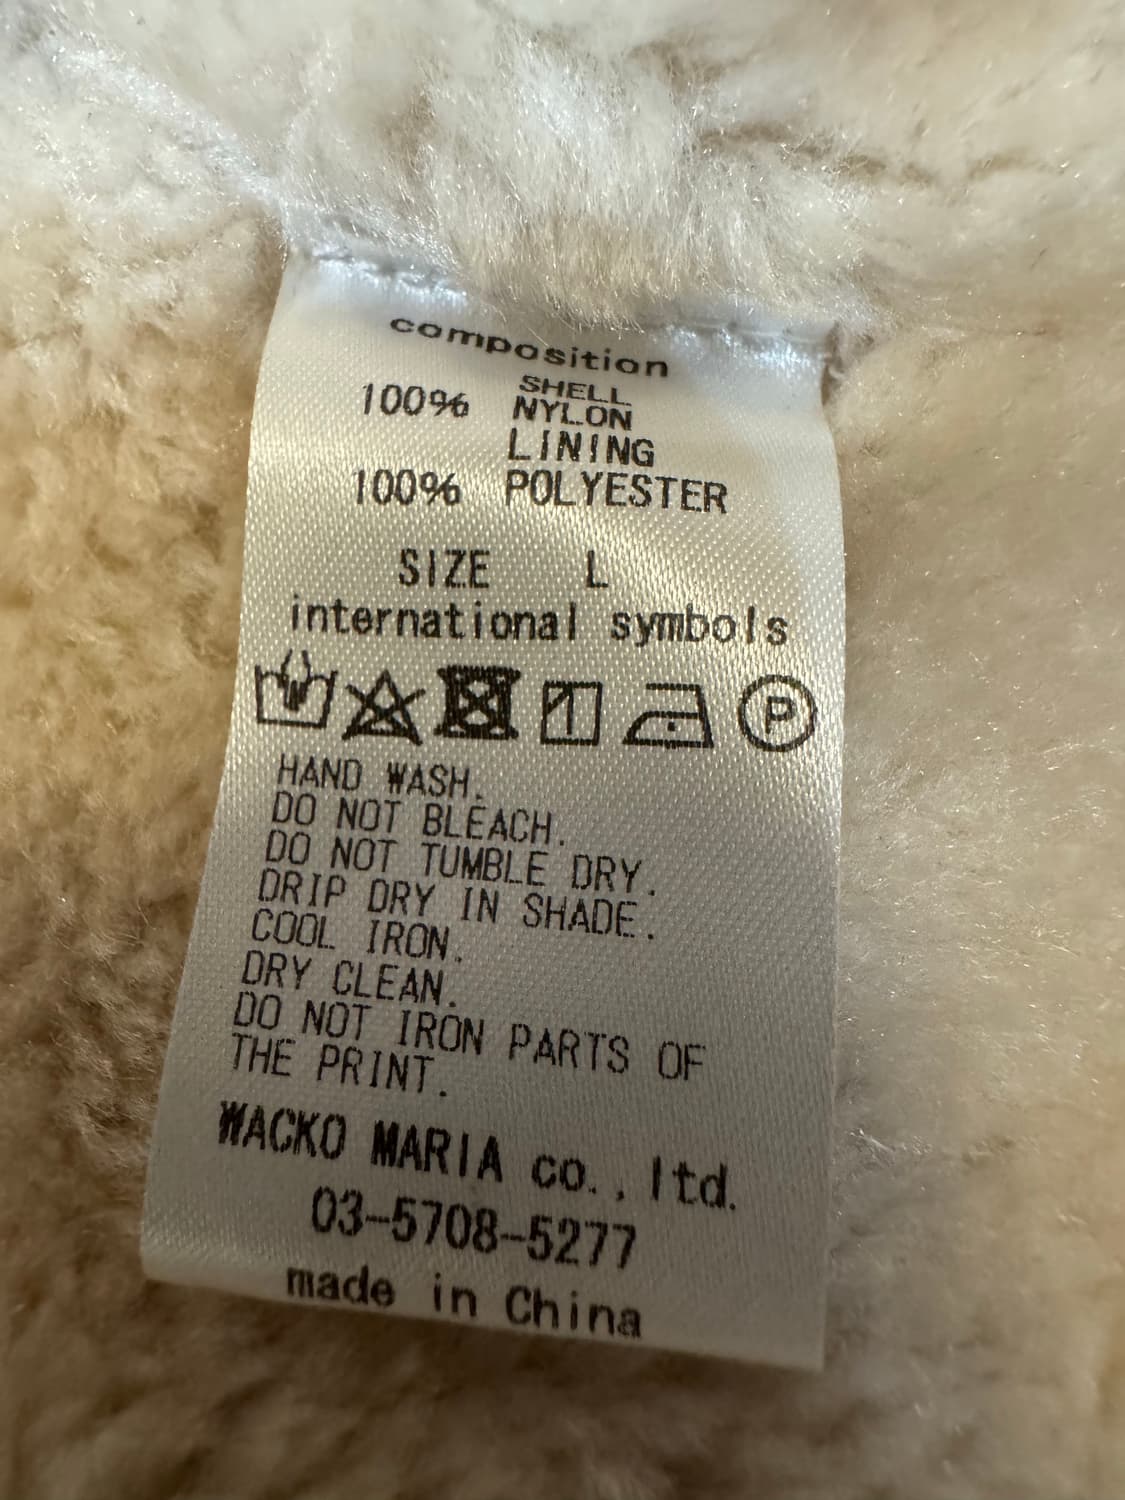 composition
SHELL
100% NYLON
LINING
100% POLYESTER
SIZE L
international symbols
P
HAND WASH.
DO NOT BLEACH.
DO NOT TUMBLE DRY.
DRIP DRY IN SHADE.
COOL IRON.
DRY CLEAN.
DO NOT IRON PARTS OF
THE PRINT.
WACKO MARIA co., ltd.
03-5708-5277
made in China